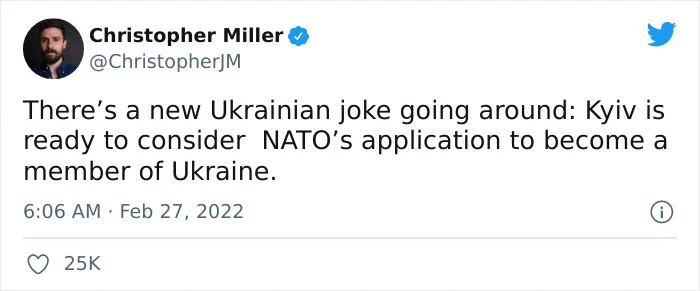 Christopher Miller
@ChristopherJM
There’s a new Ukrainian joke going around: Kyiv is
ready to consider  NATO’s application to become a
member of Ukraine.
6:06 AM · Feb 27, 2022
25K